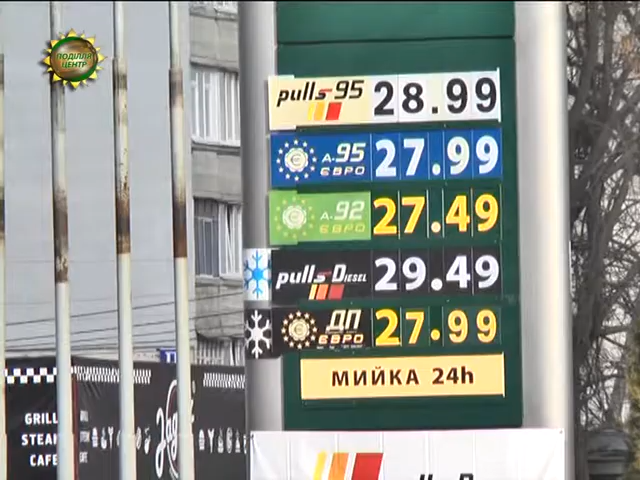 ПОДІЛЛЯ
ЦЕНТР
pulls 95 28.99
А-95 ЄВРО 27.99
А-92 ЄВРО 27.49
pulls Diesel 29.49
ДП ЄВРО 27.99
МИЙКА 24h
GRILL
STEAK
CAFE